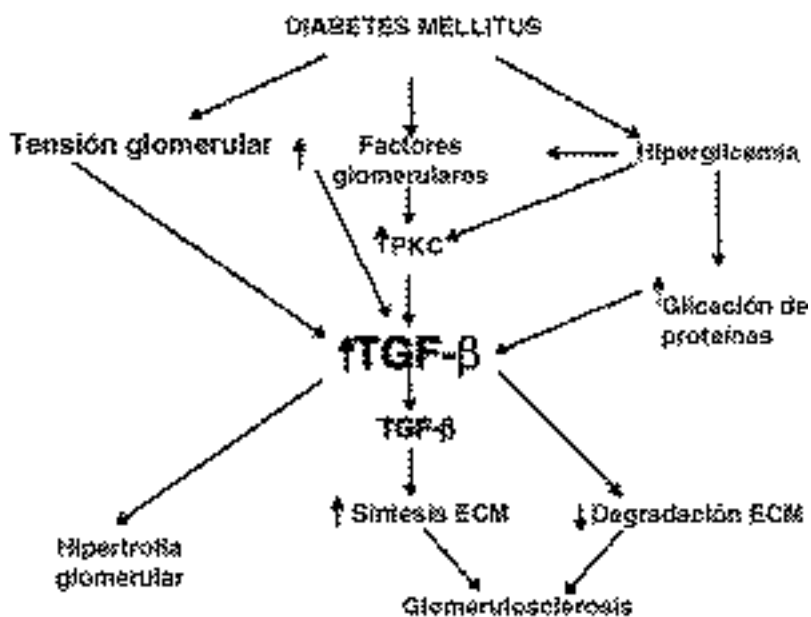 DIABETES MELLITUS
Tensión glomerular ↑
Factores
glomerulares
Hiperglicemia
↑PKC
↑Glicación de
proteínas
↑TGF-β
TGF-β
↑ Síntesis ECM
↓Degradación ECM
Hipertrofia
glomerular
Glomerulosclerosis